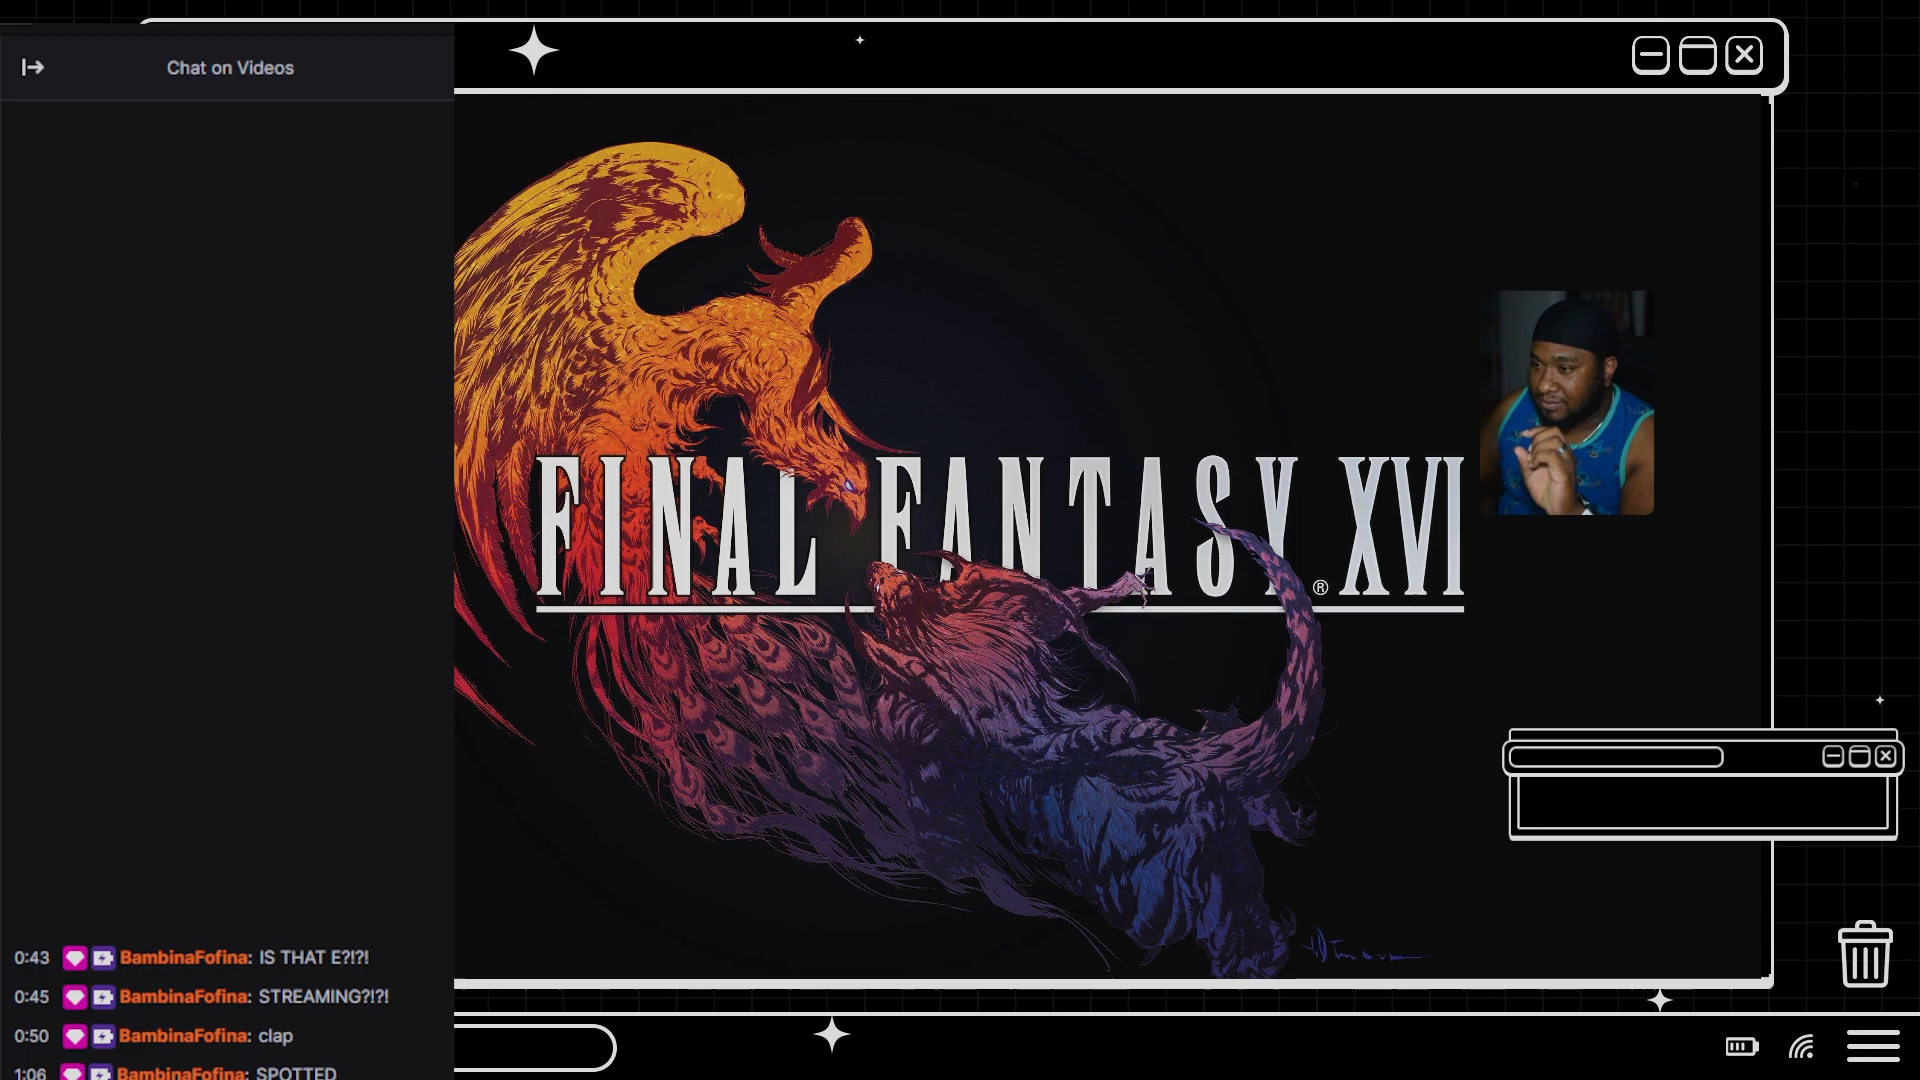 Chat on Videos
FINAL FANTASY XVI
®
0:43 BambinaFofina: IS THAT E?!?!
0:45 BambinaFofina: STREAMING?!?!
0:50 BambinaFofina: clap
1:06 BambinaFofina: SPOTTED